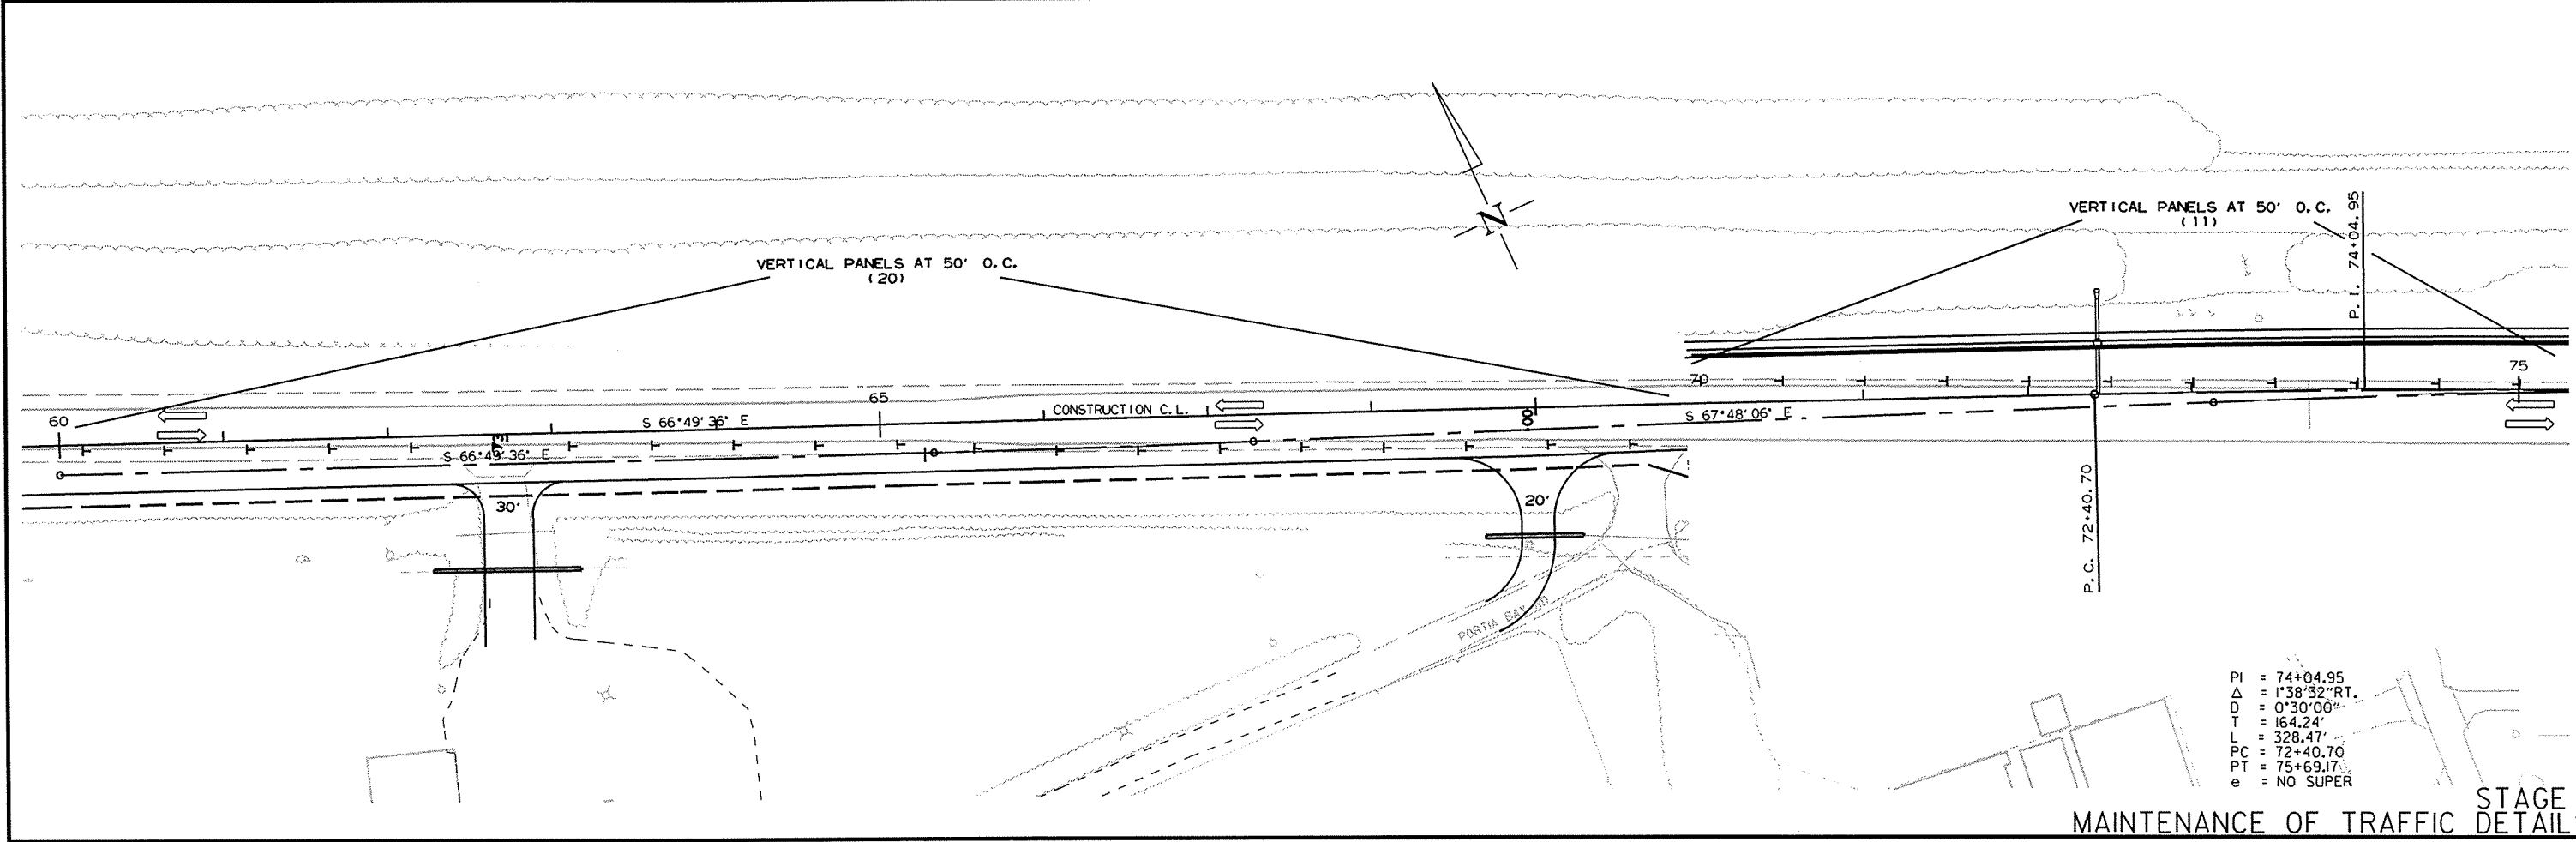 VERTICAL PANELS AT 50' O.C.
(20)
VERTICAL PANELS AT 50' O.C.
(11)
P.I. 74+04.95
N
60
65
70
75
CONSTRUCTION C.L.
S 66°49'36" E
S 66°49'36" E
S 67°48'06" E
73
30'
20'
PORTIA BAY RD
P.C. 72+40.70
PI = 74+04.95
Δ = 1°38'32"RT.
D = 0°30'00"
T = 164.24'
L = 328.47'
PC = 72+40.70
PT = 75+69.17
e = NO SUPER
STAGE
MAINTENANCE OF TRAFFIC DETAIL